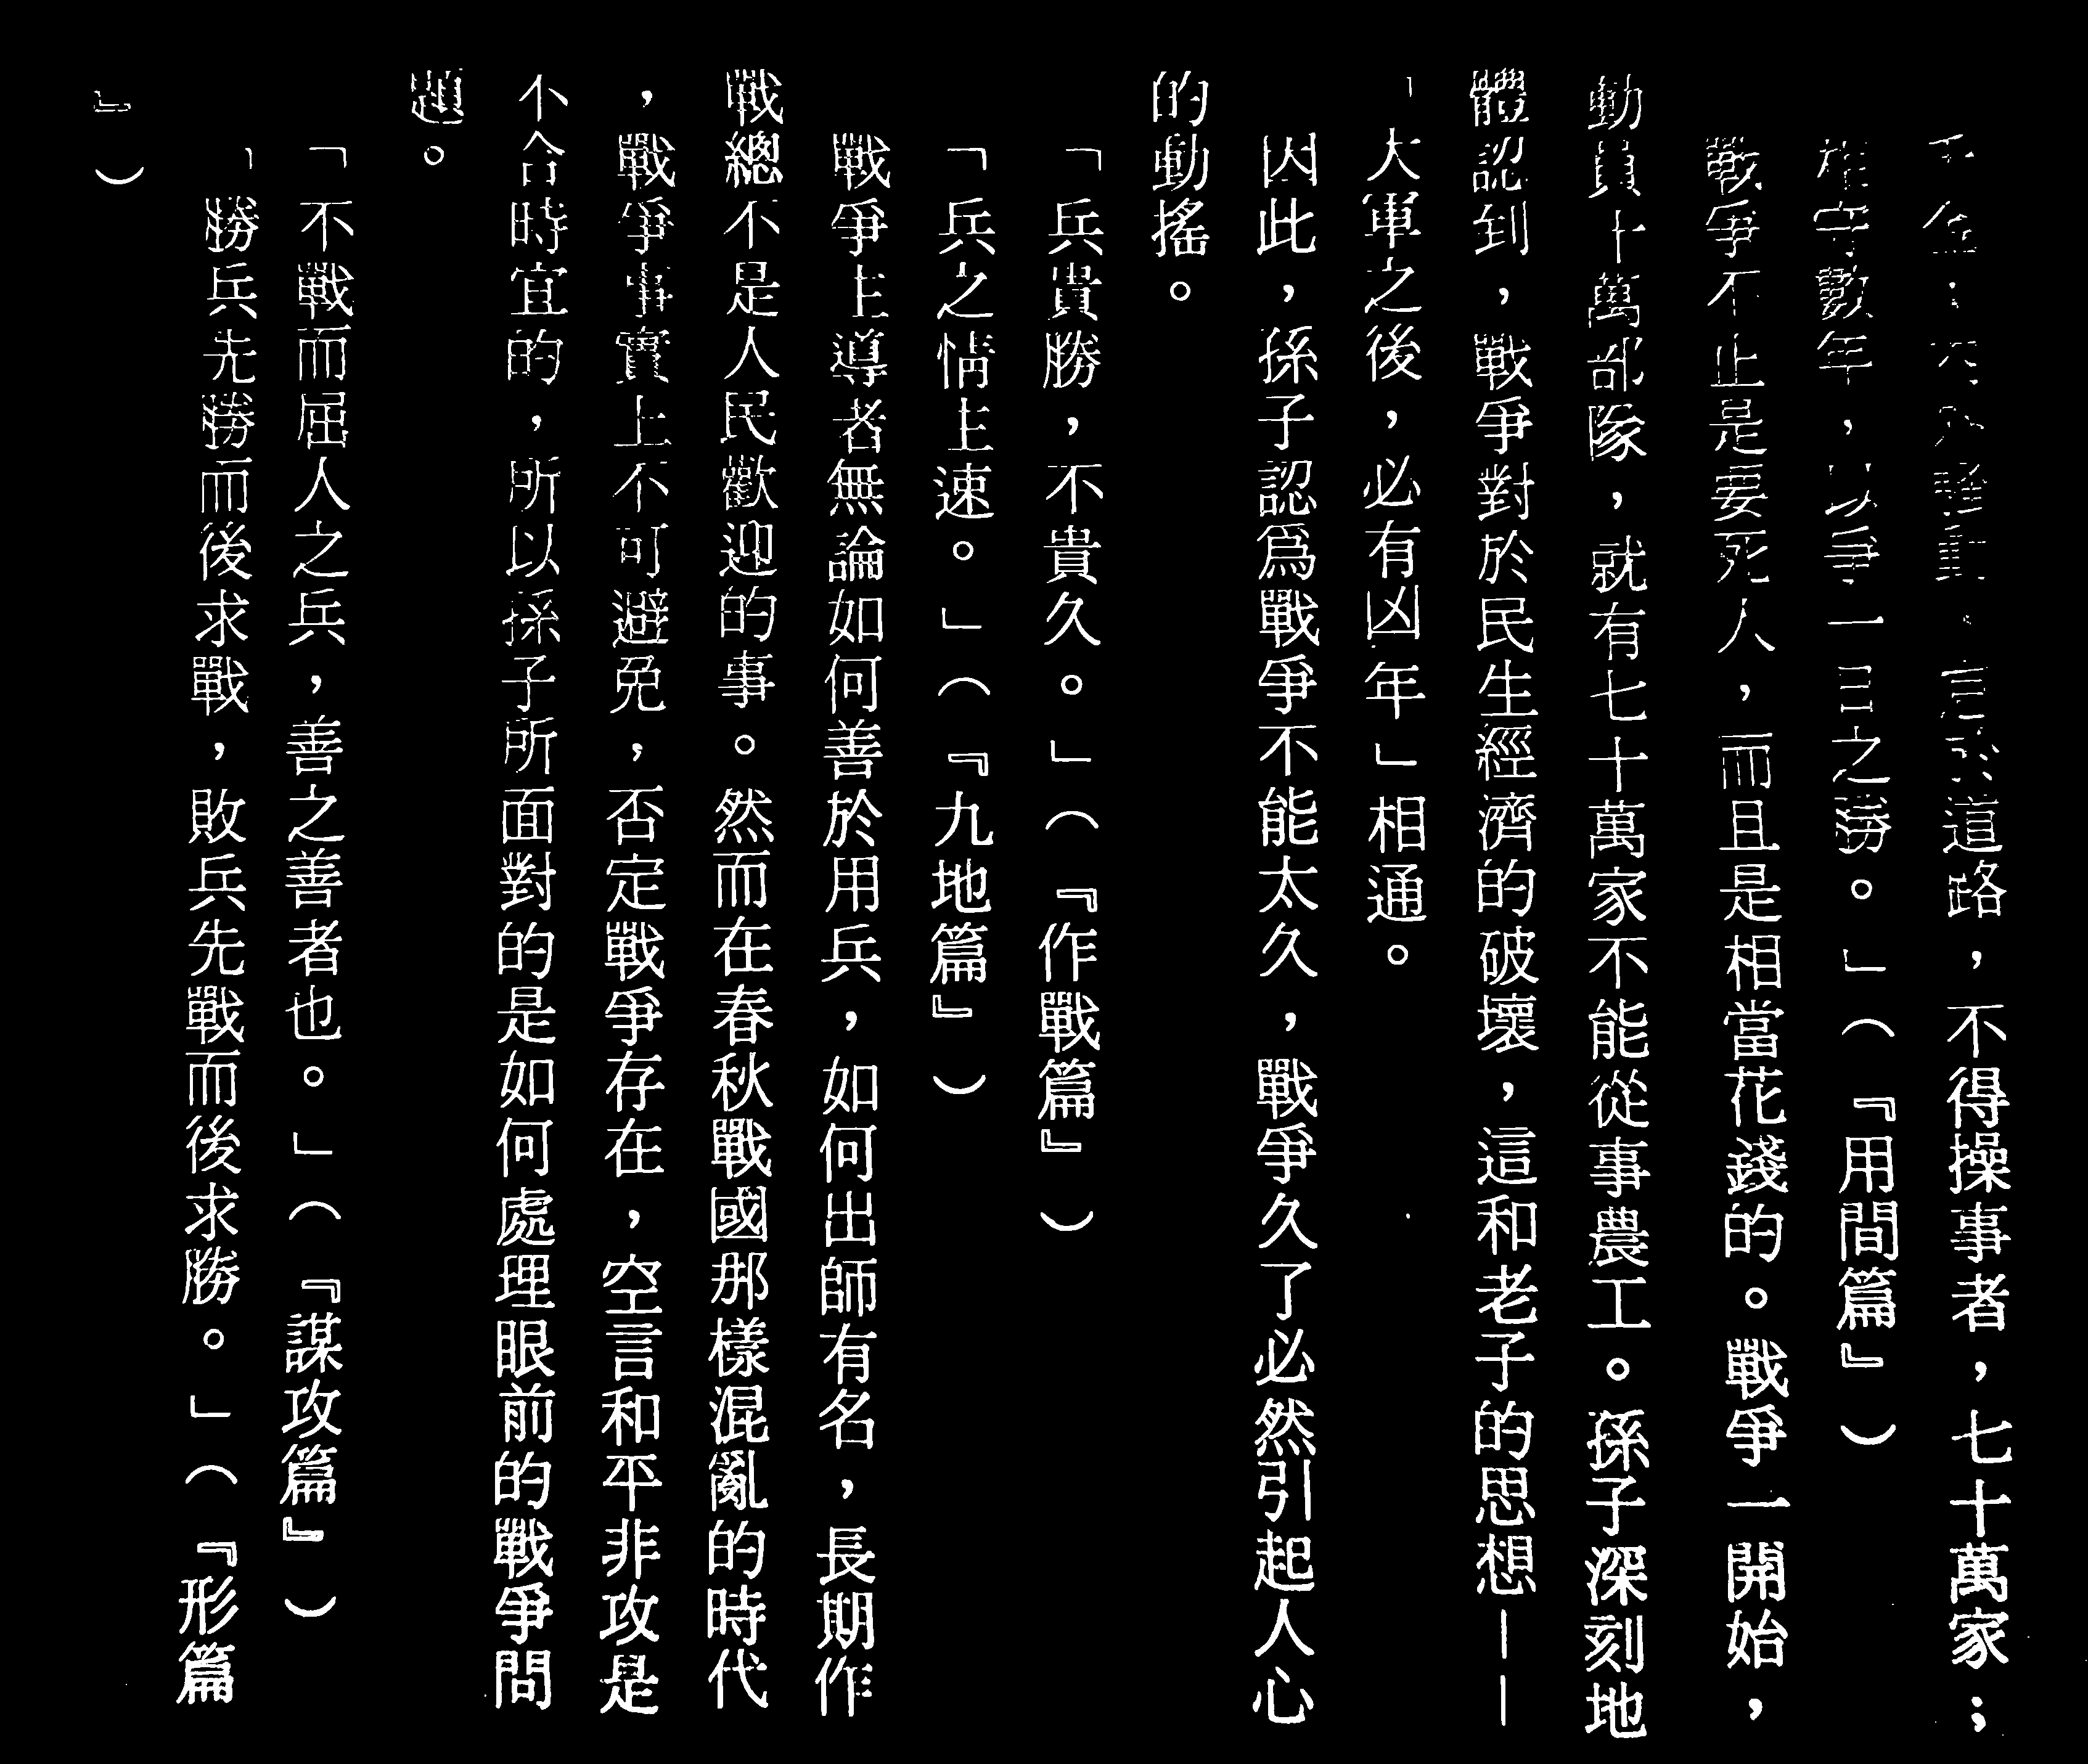 千金；內外騷動，怠於道路，不得操事者，七十萬家；
相守數年，以爭一日之勝。」（『用間篇』）
戰爭不止是要死人，而且是相當花錢的。戰爭一開始，
動員十萬部隊，就有七十萬家不能從事農工。孫子深刻地
體認到，戰爭對於民生經濟的破壞，這和老子的思想——
「大軍之後，必有凶年」相通。
因此，孫子認爲戰爭不能太久，戰爭久了必然引起人心
的動搖。
「兵貴勝，不貴久。」（『作戰篇』）
「兵之情主速。」（『九地篇』）
戰爭上導者無論如何善於用兵，如何出師有名，長期作
戰總不是人民歡迎的事。然而在春秋戰國那樣混亂的時代
，戰爭事實上不可避免，否定戰爭存在，空言和平非攻是
不合時宜的，所以孫子所面對的是如何處理眼前的戰爭問
題。
「不戰而屈人之兵，善之善者也。」（『謀攻篇』）
「勝兵先勝而後求戰，敗兵先戰而後求勝。」（『形篇
』）